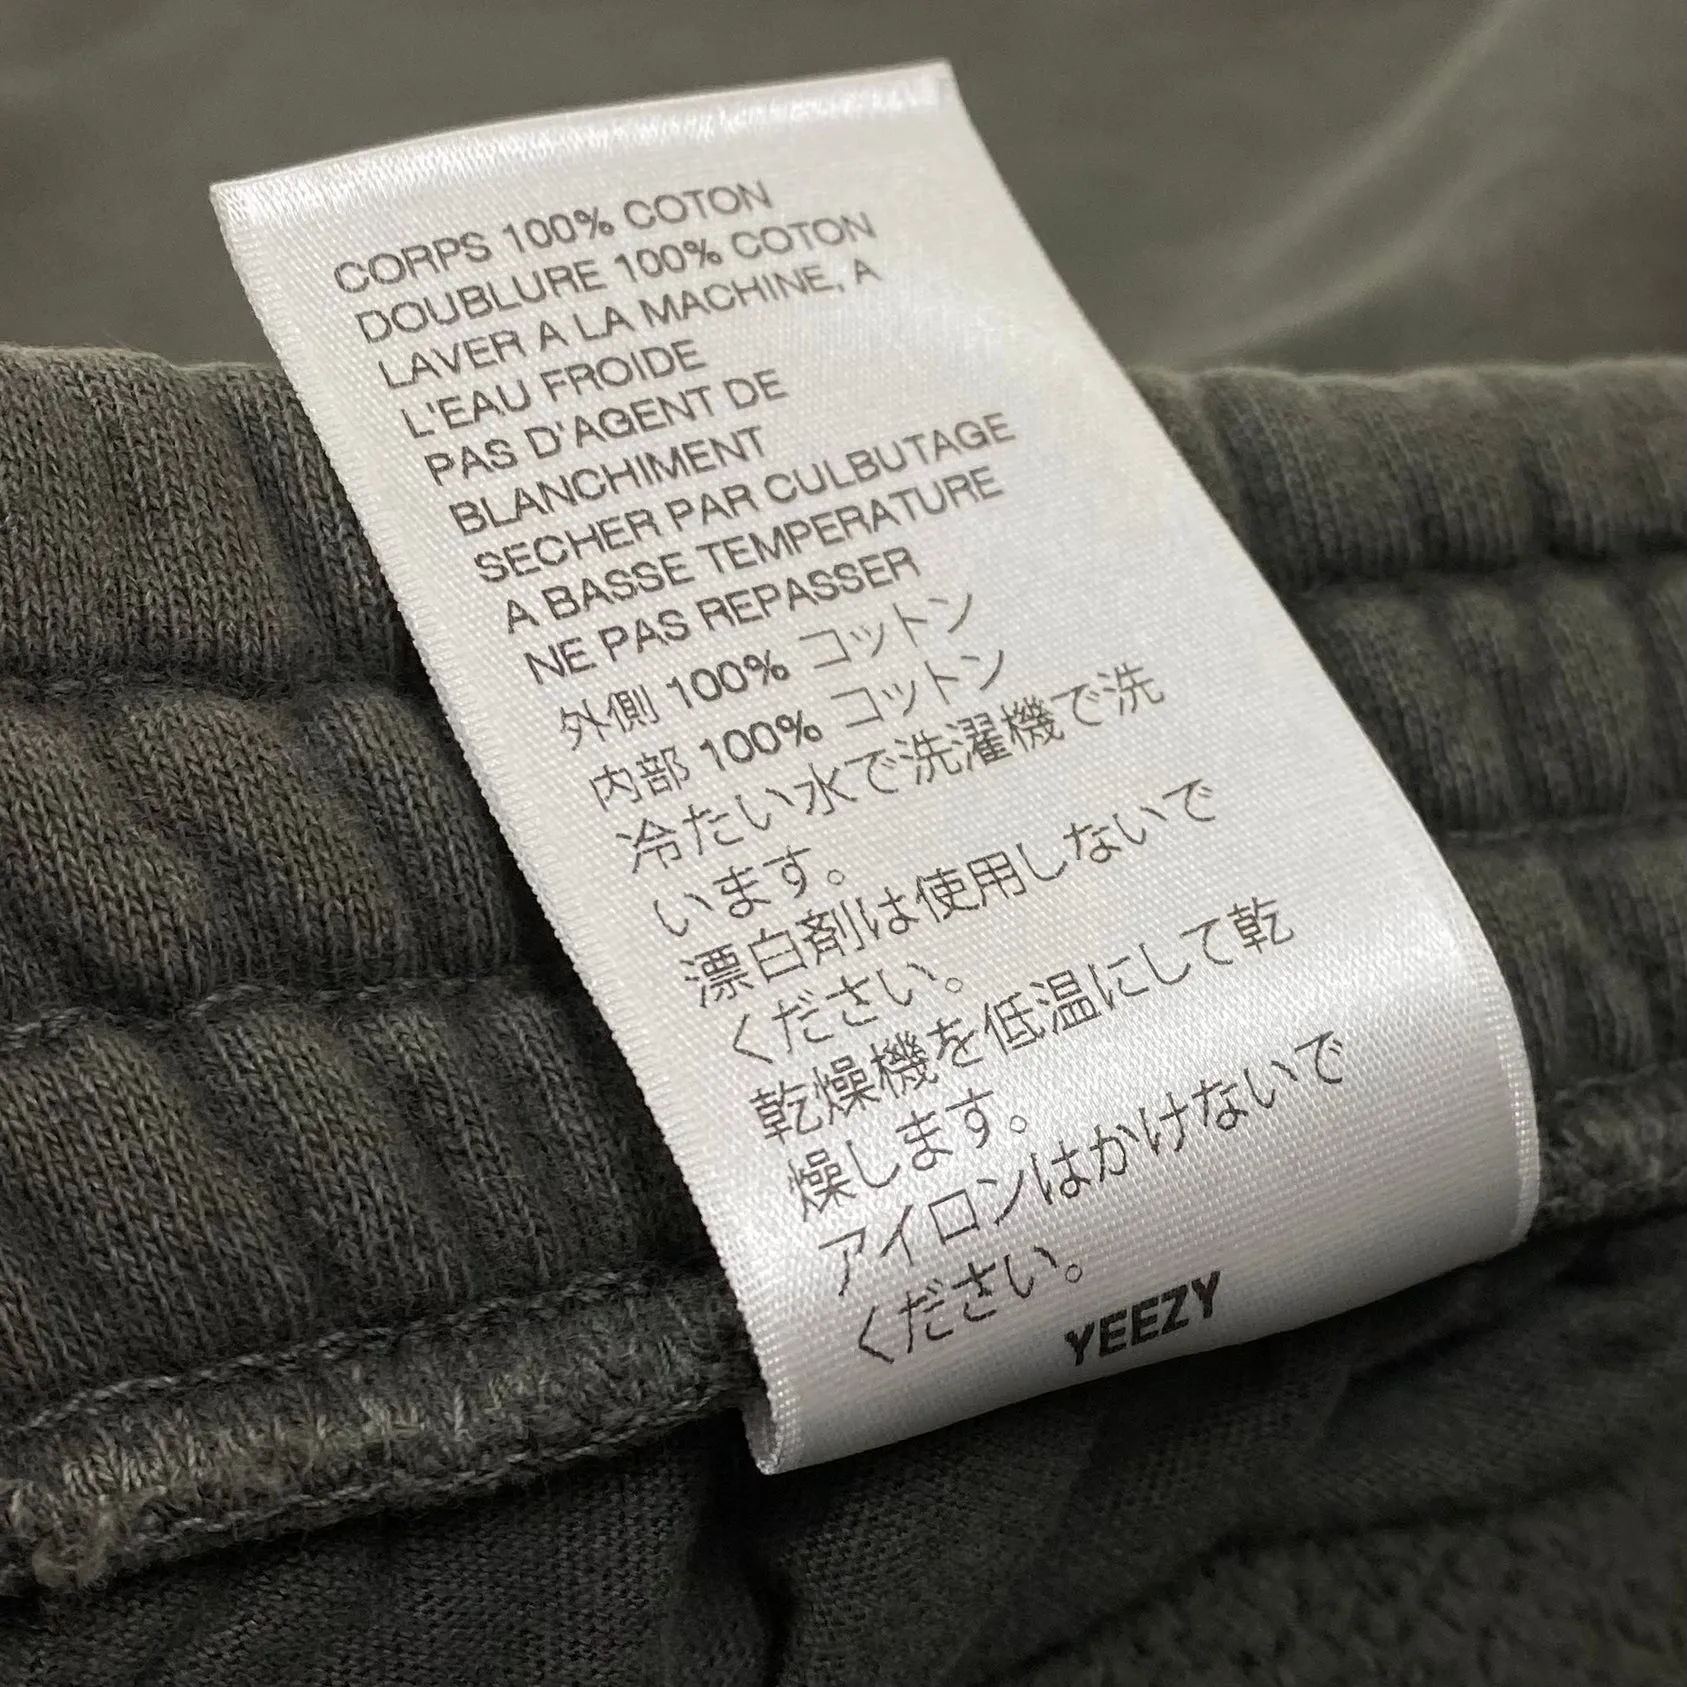 CORPS 100% COTON
DOUBLURE 100% COTON
LAVER A LA MACHINE, A
L'EAU FROIDE
PAS D'AGENT DE
BLANCHIMENT
SECHER PAR CULBUTAGE
A BASSE TEMPERATURE
NE PAS REPASSER
外側 100% コットン
内部 100% コットン
冷たい水で洗濯機で洗
います。
漂白剤は使用しないで
ください。
乾燥機を低温にして乾
燥します。
アイロンはかけないで
ください。
YEEZY